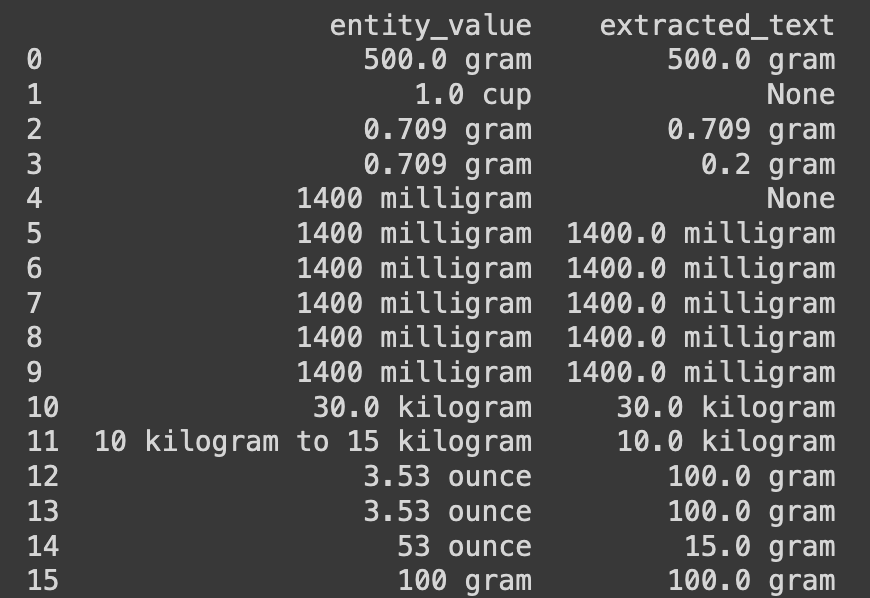 entity_value extracted_text
0 500.0 gram 500.0 gram
1 1.0 cup None
2 0.709 gram 0.709 gram
3 0.709 gram 0.2 gram
4 1400 milligram None
5 1400 milligram 1400.0 milligram
6 1400 milligram 1400.0 milligram
7 1400 milligram 1400.0 milligram
8 1400 milligram 1400.0 milligram
9 1400 milligram 1400.0 milligram
10 30.0 kilogram 30.0 kilogram
11 10 kilogram to 15 kilogram 10.0 kilogram
12 3.53 ounce 100.0 gram
13 3.53 ounce 100.0 gram
14 53 ounce 15.0 gram
15 100 gram 100.0 gram